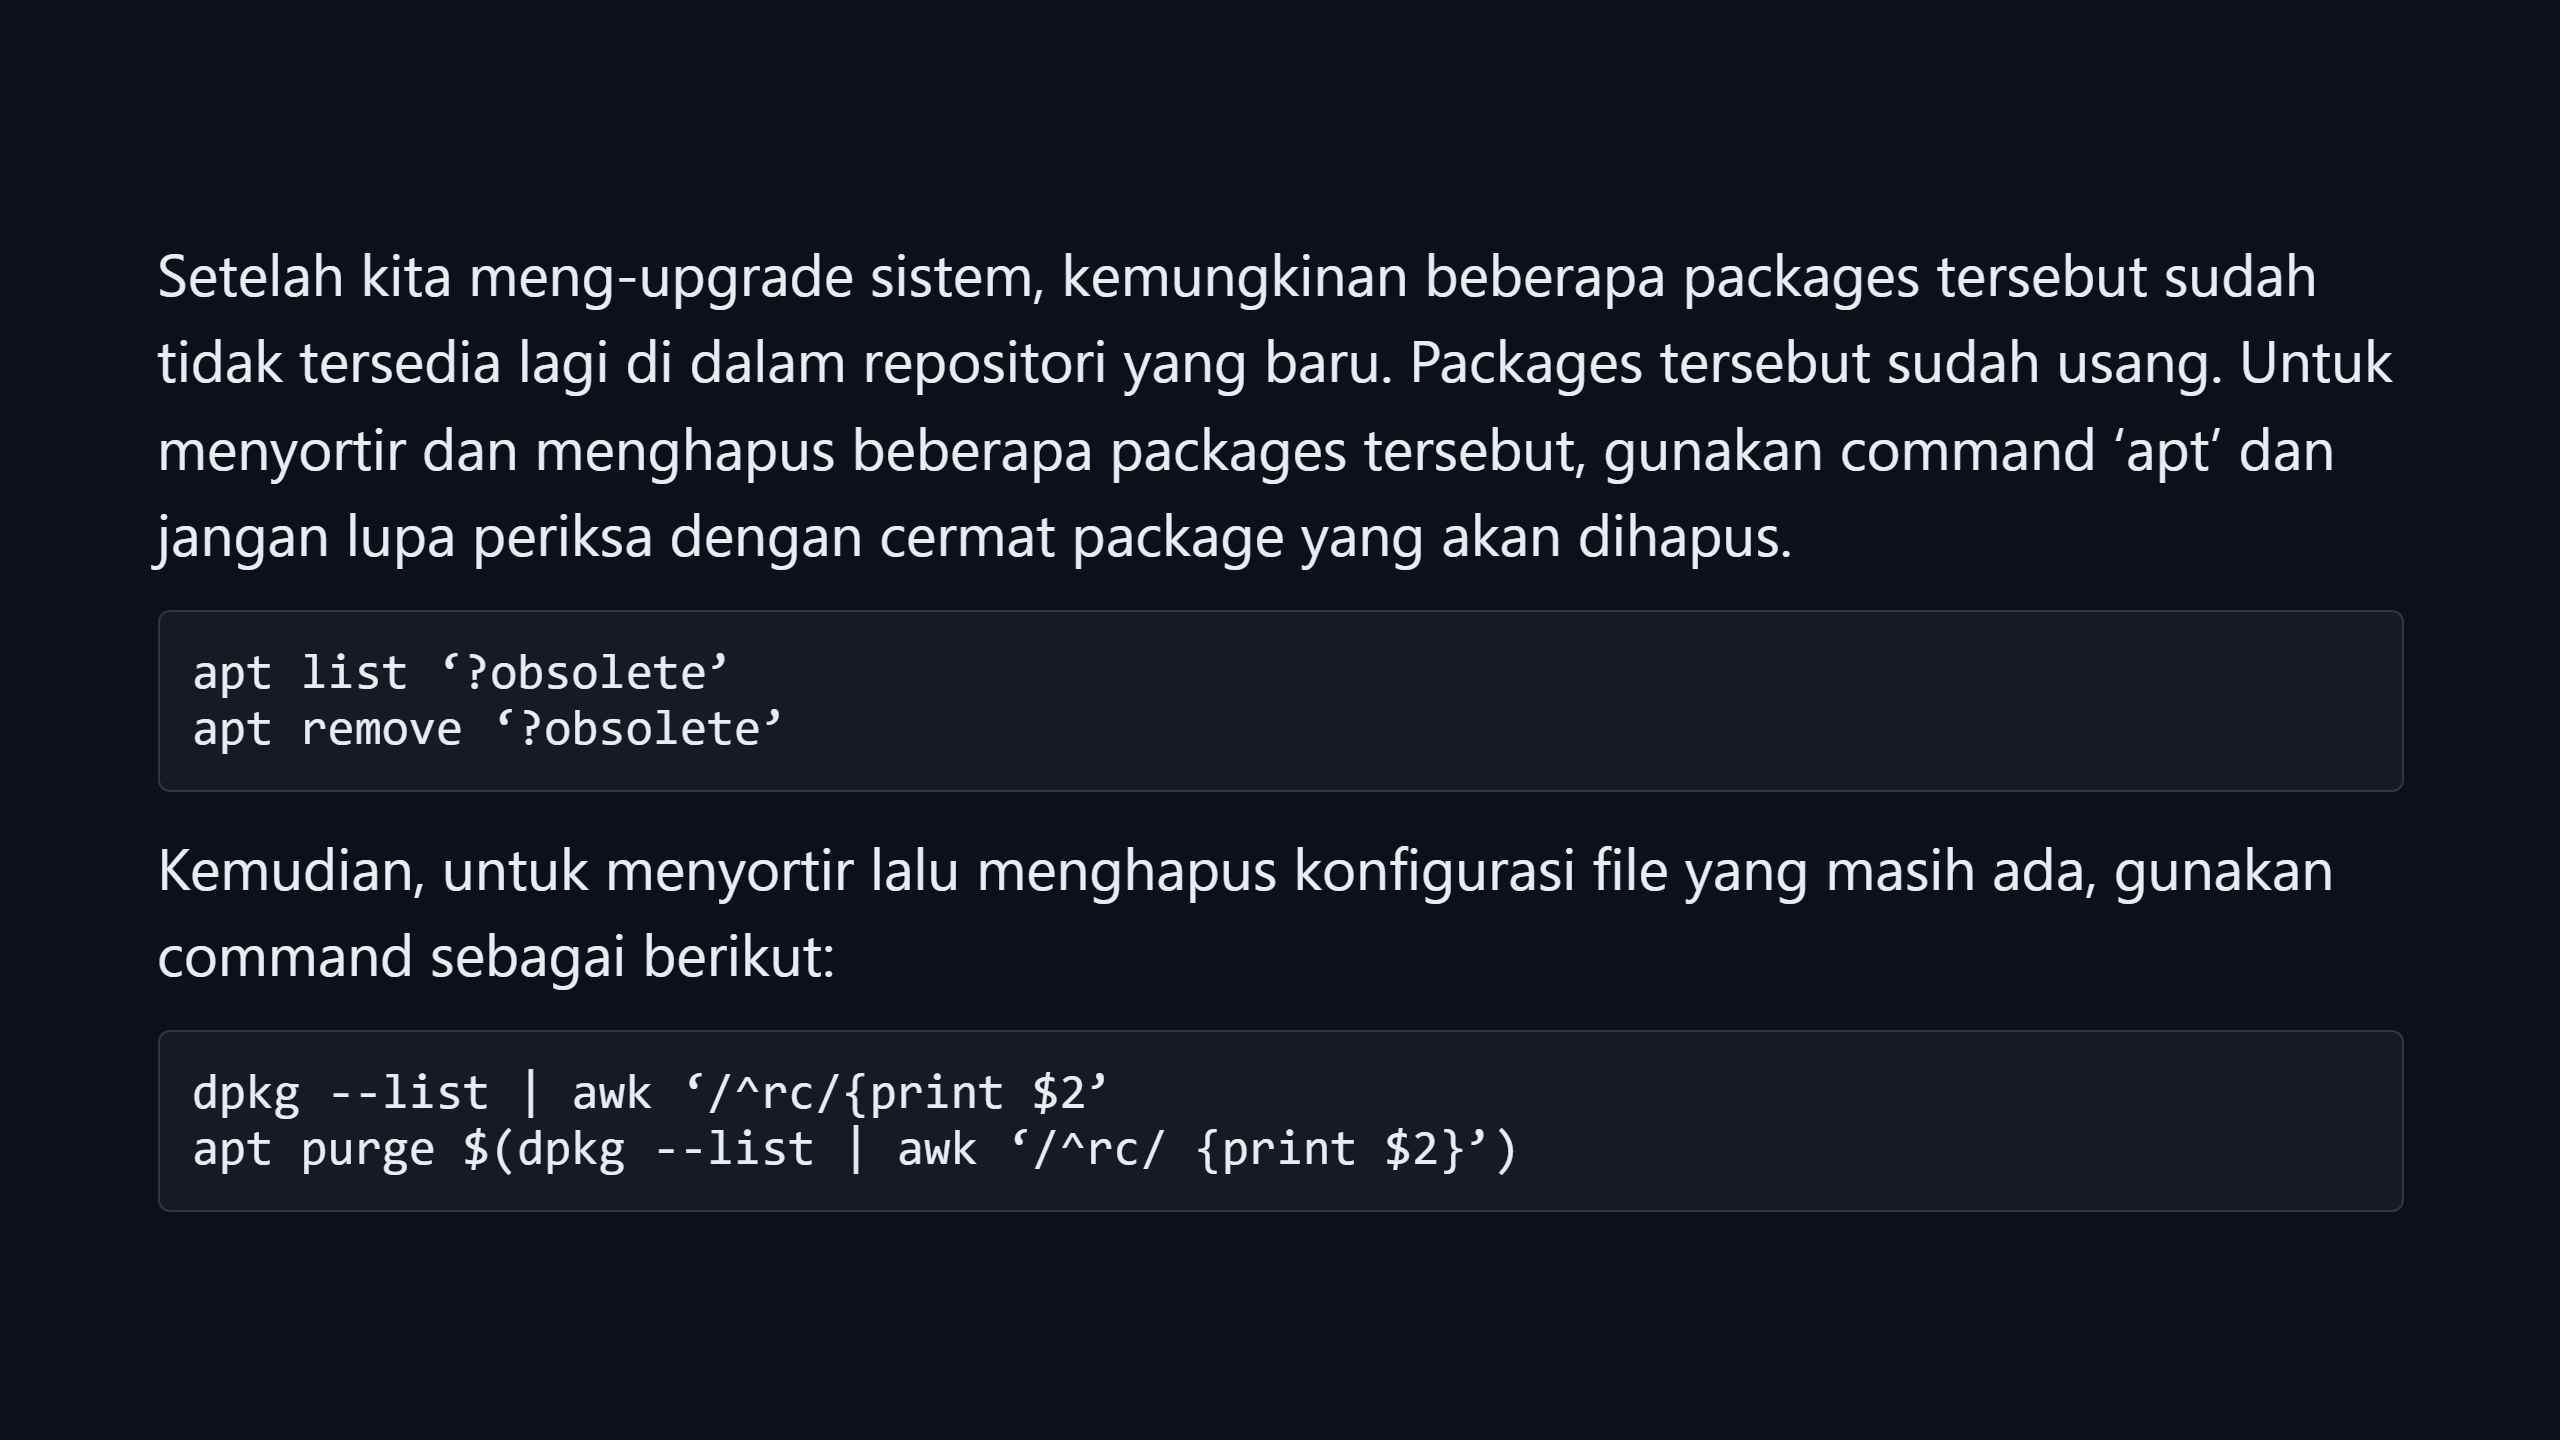 Setelah kita meng-upgrade sistem, kemungkinan beberapa packages tersebut sudah
tidak tersedia lagi di dalam repositori yang baru. Packages tersebut sudah usang. Untuk
menyortir dan menghapus beberapa packages tersebut, gunakan command ‘apt’ dan
jangan lupa periksa dengan cermat package yang akan dihapus.
apt list ‘?obsolete’
apt remove ‘?obsolete’
Kemudian, untuk menyortir lalu menghapus konfigurasi file yang masih ada, gunakan
command sebagai berikut:
dpkg --list | awk ‘/^rc/{print $2’
apt purge $(dpkg --list | awk ‘/^rc/ {print $2}’)